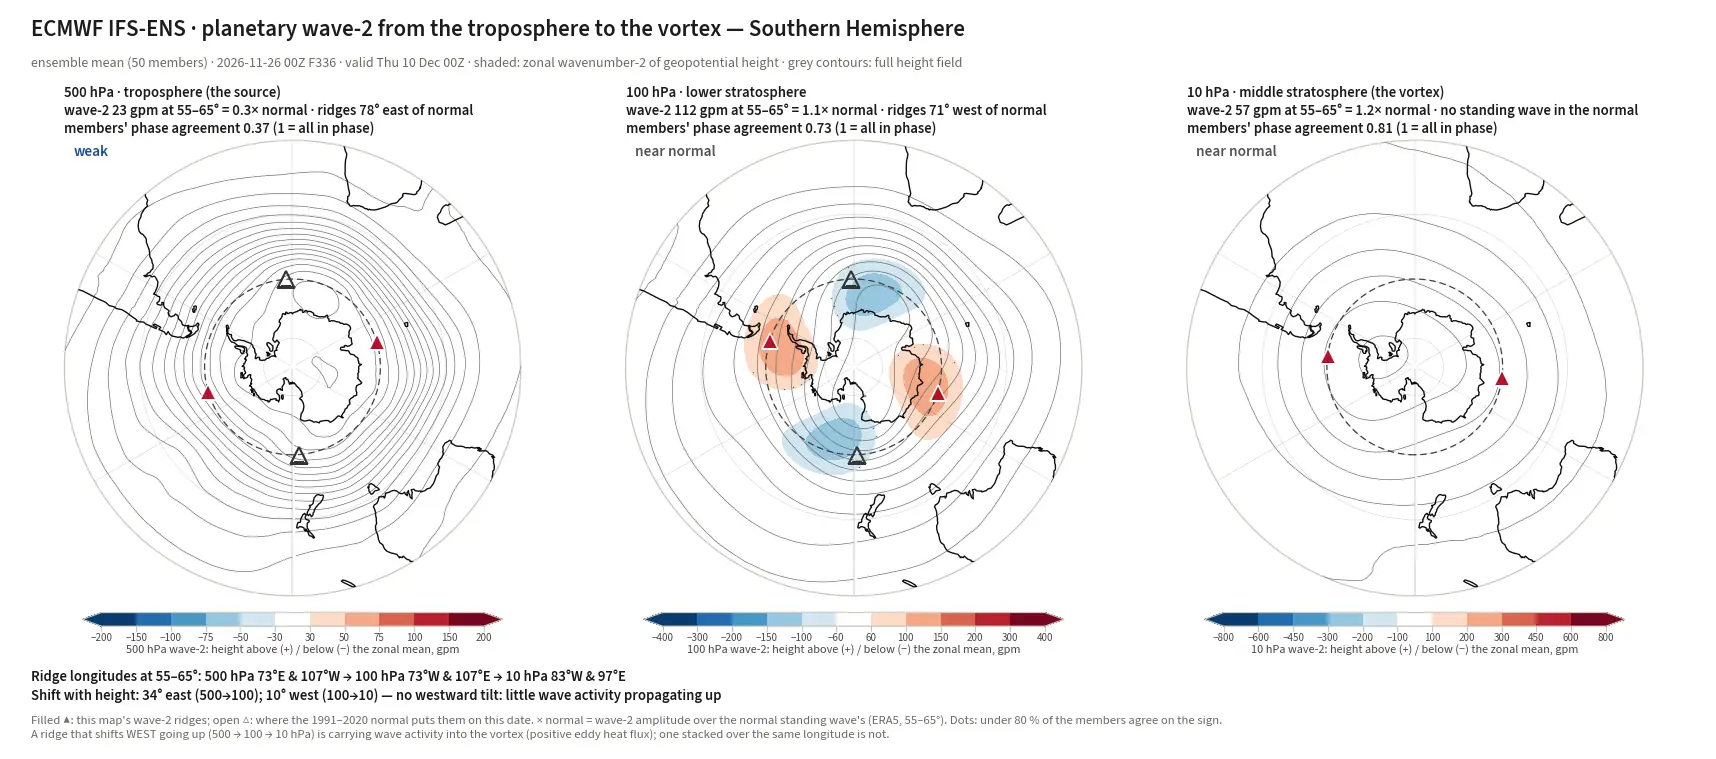 ECMWF IFS-ENS · planetary wave-2 from the troposphere to the vortex — Southern Hemisphere
ensemble mean (50 members) · 2026-11-26 00Z F336 · valid Thu 10 Dec 00Z · shaded: zonal wavenumber-2 of geopotential height · grey contours: full height field
500 hPa · troposphere (the source)
wave-2 23 gpm at 55–65° = 0.3× normal · ridges 78° east of normal
members' phase agreement 0.37 (1 = all in phase)
weak
100 hPa · lower stratosphere
wave-2 112 gpm at 55–65° = 1.1× normal · ridges 71° west of normal
members' phase agreement 0.73 (1 = all in phase)
near normal
10 hPa · middle stratosphere (the vortex)
wave-2 57 gpm at 55–65° = 1.2× normal · no standing wave in the normal
members' phase agreement 0.81 (1 = all in phase)
near normal
−200 −150 −100 −75 −50 −30 30 50 75 100 150 200
500 hPa wave-2: height above (+) / below (−) the zonal mean, gpm
−400 −300 −200 −150 −100 −60 60 100 150 200 300 400
100 hPa wave-2: height above (+) / below (−) the zonal mean, gpm
−800 −600 −450 −300 −200 −100 100 200 300 450 600 800
10 hPa wave-2: height above (+) / below (−) the zonal mean, gpm
Ridge longitudes at 55–65°: 500 hPa 73°E & 107°W → 100 hPa 73°W & 107°E → 10 hPa 83°W & 97°E
Shift with height: 34° east (500→100); 10° west (100→10) — no westward tilt: little wave activity propagating up
Filled ▲: this map's wave-2 ridges; open △: where the 1991–2020 normal puts them on this date. × normal = wave-2 amplitude over the normal standing wave's (ERA5, 55–65°). Dots: under 80 % of the members agree on the sign.
A ridge that shifts WEST going up (500 → 100 → 10 hPa) is carrying wave activity into the vortex (positive eddy heat flux); one stacked over the same longitude is not.